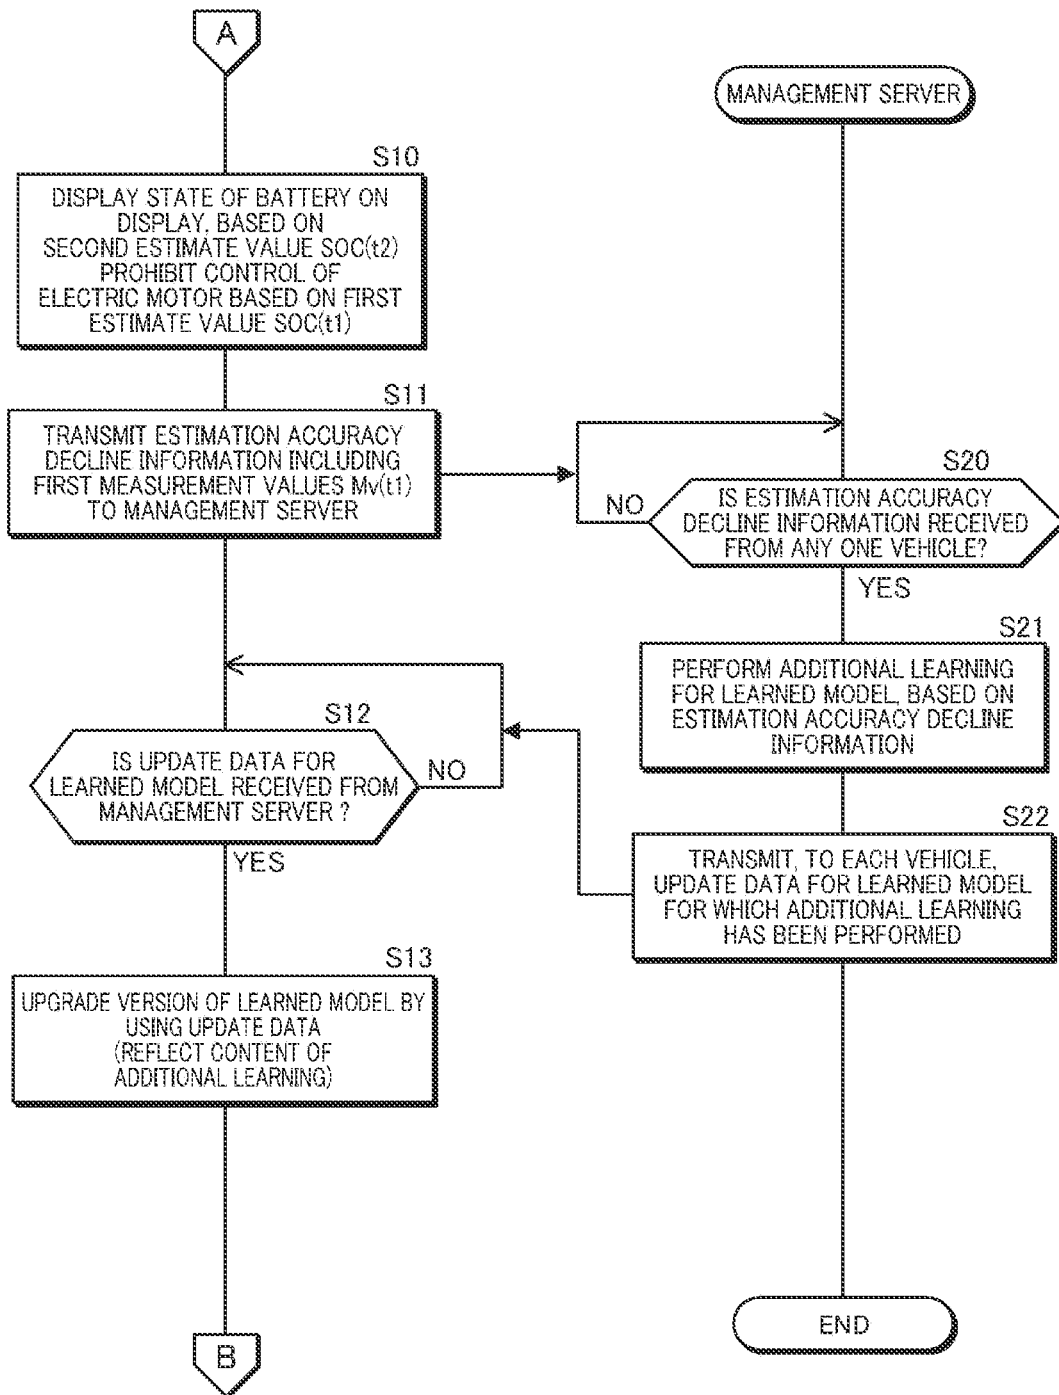 A
S10
DISPLAY STATE OF BATTERY ON
DISPLAY, BASED ON
SECOND ESTIMATE VALUE SOC(t2)
PROHIBIT CONTROL OF
ELECTRIC MOTOR BASED ON FIRST
ESTIMATE VALUE SOC(t1)
S11
TRANSMIT ESTIMATION ACCURACY
DECLINE INFORMATION INCLUDING
FIRST MEASUREMENT VALUES Mv(t1)
TO MANAGEMENT SERVER
S12
IS UPDATE DATA FOR
LEARNED MODEL RECEIVED FROM
MANAGEMENT SERVER ?
NO
YES
S13
UPGRADE VERSION OF LEARNED MODEL BY
USING UPDATE DATA
(REFLECT CONTENT OF
ADDITIONAL LEARNING)
B
MANAGEMENT SERVER
S20
IS ESTIMATION ACCURACY
DECLINE INFORMATION RECEIVED
FROM ANY ONE VEHICLE?
NO
YES
S21
PERFORM ADDITIONAL LEARNING
FOR LEARNED MODEL, BASED ON
ESTIMATION ACCURACY DECLINE
INFORMATION
S22
TRANSMIT, TO EACH VEHICLE,
UPDATE DATA FOR LEARNED MODEL
FOR WHICH ADDITIONAL LEARNING
HAS BEEN PERFORMED
END